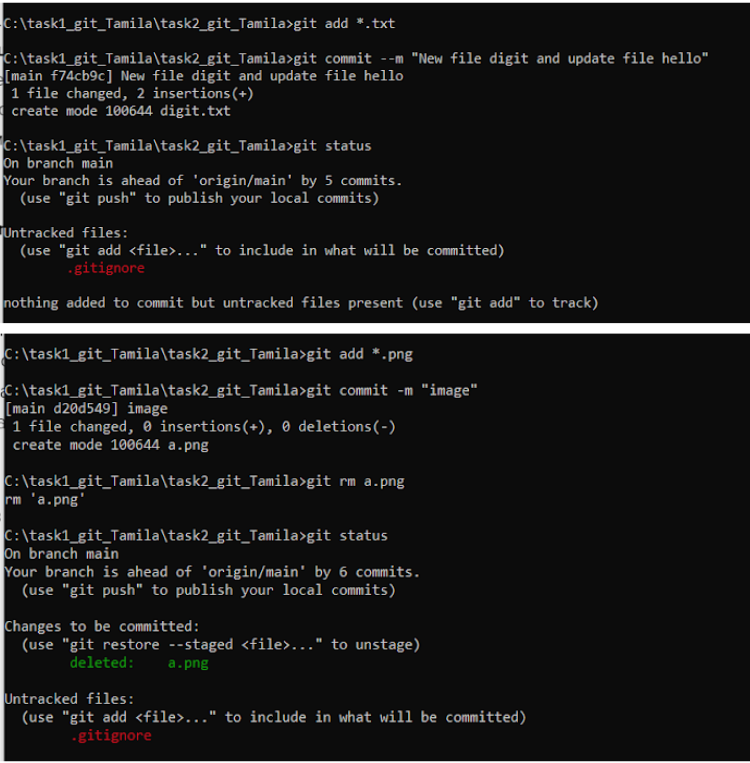 C:\task1_git_Tamila\task2_git_Tamila>git add *.txt
C:\task1_git_Tamila\task2_git_Tamila>git commit --m "New file digit and update file hello"
[main f74cb9c] New file digit and update file hello
1 file changed, 2 insertions(+)
create mode 100644 digit.txt
C:\task1_git_Tamila\task2_git_Tamila>git status
On branch main
Your branch is ahead of 'origin/main' by 5 commits.
(use "git push" to publish your local commits)
Untracked files:
(use "git add <file>..." to include in what will be committed)
.gitignore
nothing added to commit but untracked files present (use "git add" to track)
C:\task1_git_Tamila\task2_git_Tamila>git add *.png
C:\task1_git_Tamila\task2_git_Tamila>git commit -m "image"
[main d20d549] image
1 file changed, 0 insertions(+), 0 deletions(-)
create mode 100644 a.png
C:\task1_git_Tamila\task2_git_Tamila>git rm a.png
rm 'a.png'
C:\task1_git_Tamila\task2_git_Tamila>git status
On branch main
Your branch is ahead of 'origin/main' by 6 commits.
(use "git push" to publish your local commits)
Changes to be committed:
(use "git restore --staged <file>..." to unstage)
deleted: a.png
Untracked files:
(use "git add <file>..." to include in what will be committed)
.gitignore